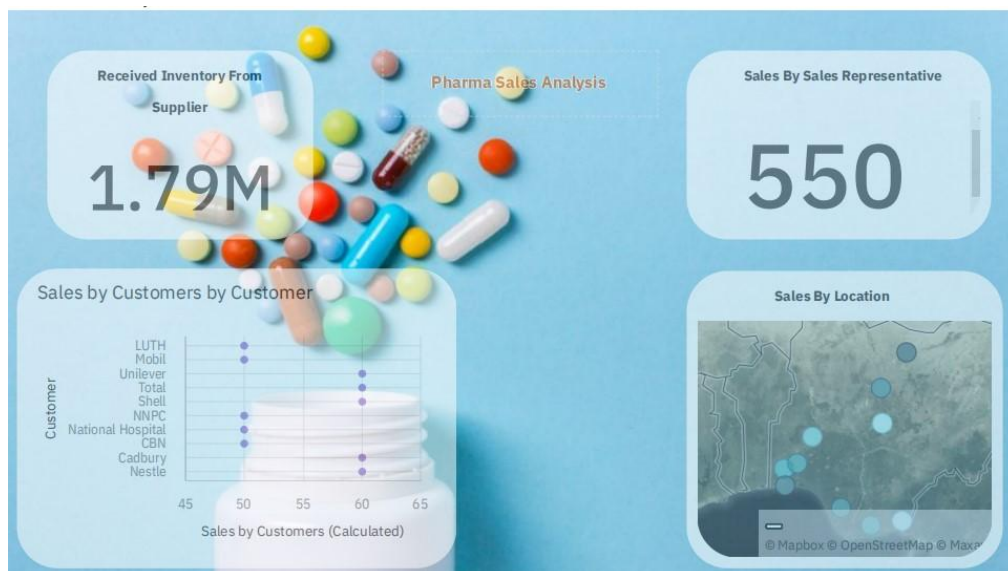 Received Inventory From
Supplier
1.79M
Pharma Sales Analysis
Sales By Sales Representative
550
Sales by Customers by Customer
Customer
LUTH
Mobil
Unilever
Total
Shell
NNPC
National Hospital
CBN
Cadbury
Nestle
45 50 55 60 65
Sales by Customers (Calculated)
Sales By Location
© Mapbox © OpenStreetMap © Maxa